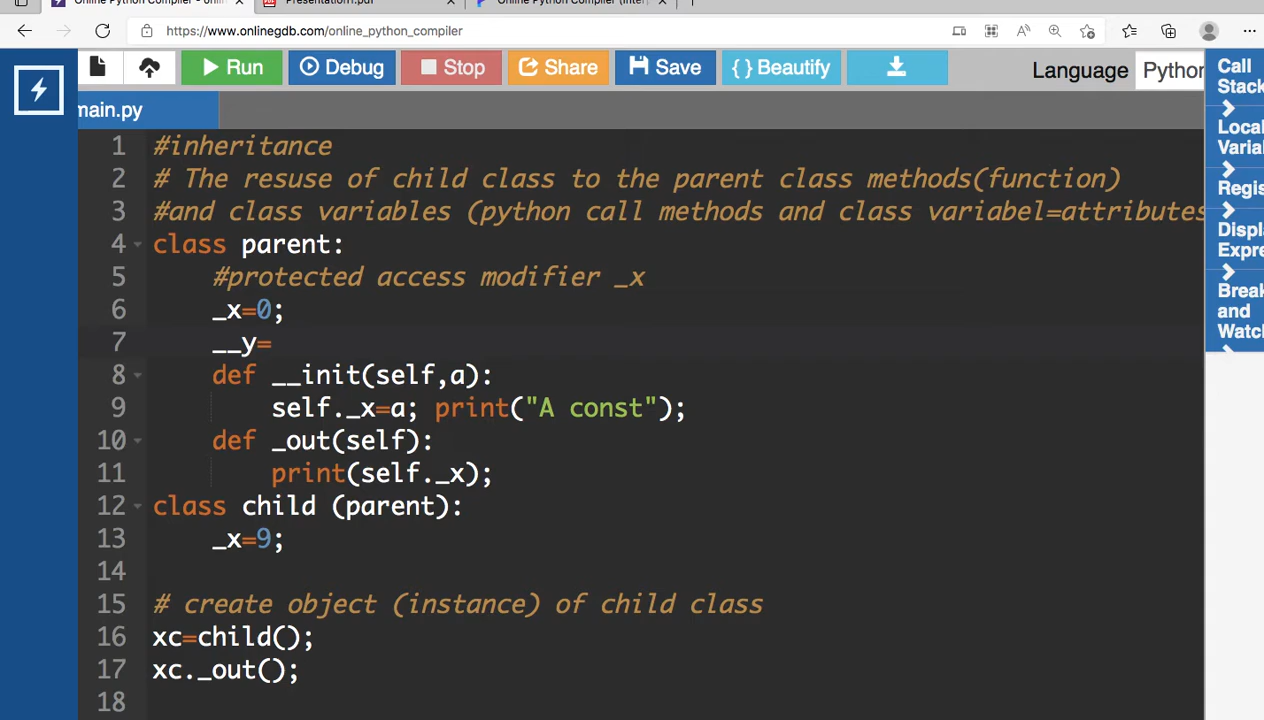 Online Python Compiler - onlin
Presentation1.pdf
Online Python Compiler (Inter
https://www.onlinegdb.com/online_python_compiler
Run
Debug
Stop
Share
Save
{ } Beautify
Language
Python
main.py
1 #inheritance
2 # The resuse of child class to the parent class methods(function)
3 #and class variables (python call methods and class variabel=attributes
4 class parent:
5 #protected access modifier _x
6 _x=0;
7 __y=
8 def __init(self,a):
9 self._x=a; print("A const");
10 def _out(self):
11 print(self._x);
12 class child (parent):
13 _x=9;
14
15 # create object (instance) of child class
16 xc=child();
17 xc._out();
18
Call
Stack
Local
Varia
Regis
Displ
Expre
Break
and
Watc